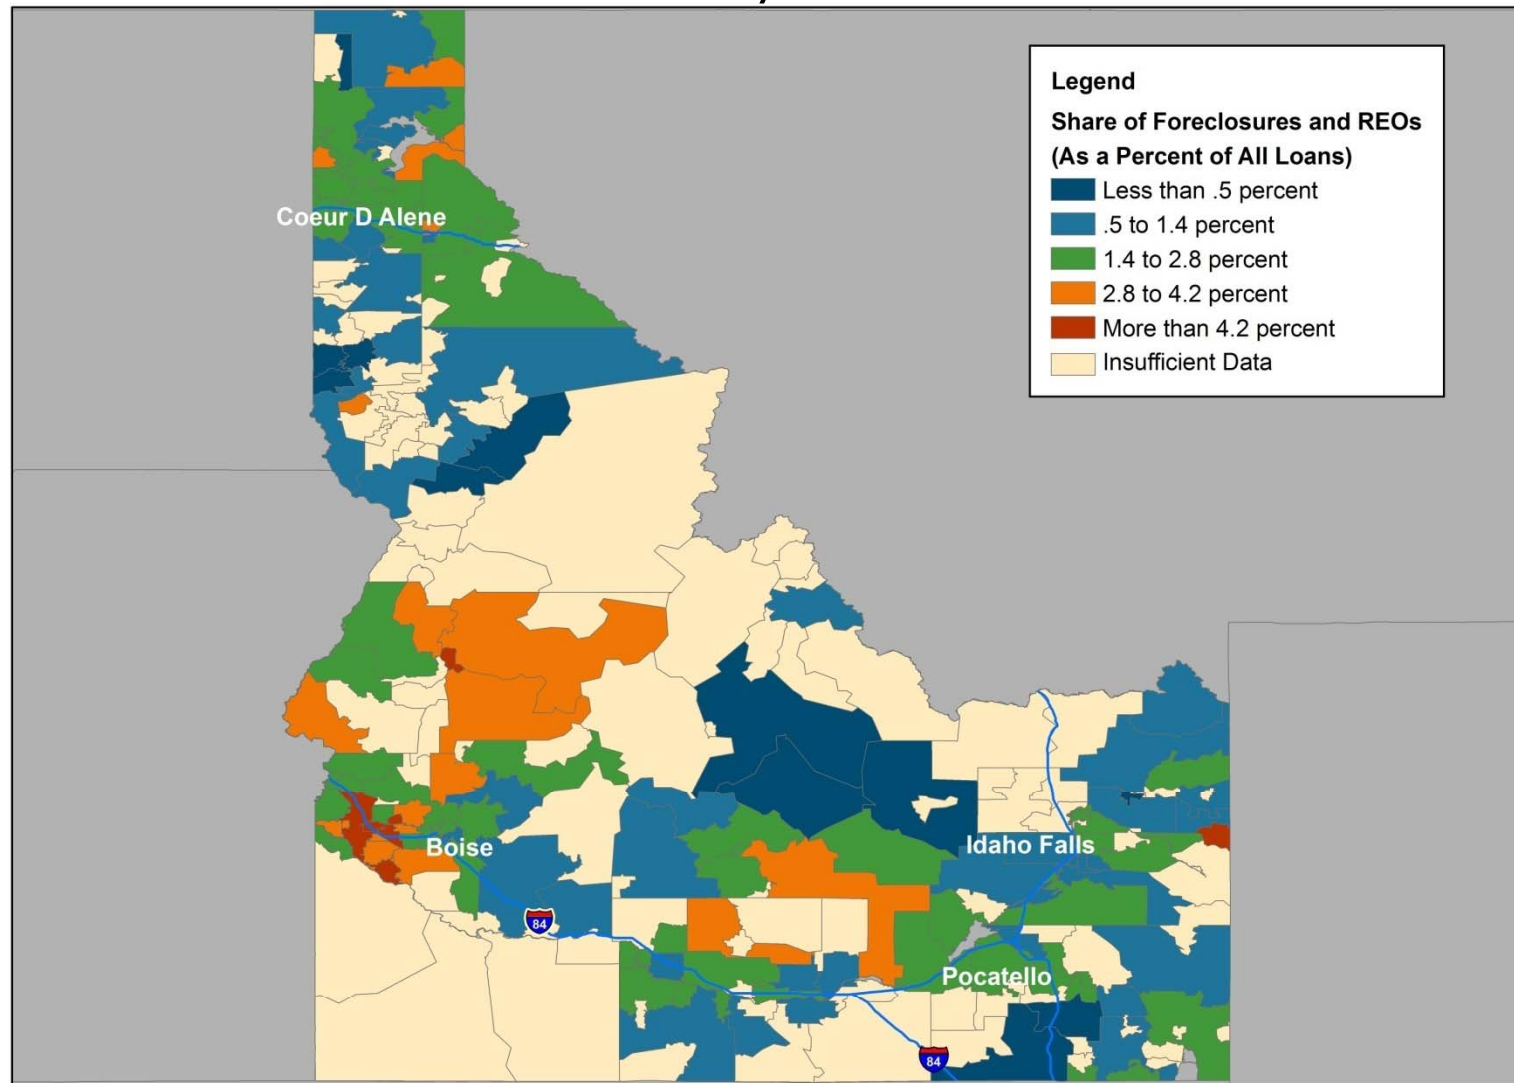 Legend
Share of Foreclosures and REOs
(As a Percent of All Loans)
Less than .5 percent
.5 to 1.4 percent
1.4 to 2.8 percent
2.8 to 4.2 percent
More than 4.2 percent
Insufficient Data
Coeur D Alene
Boise
Idaho Falls
84
Pocatello
84